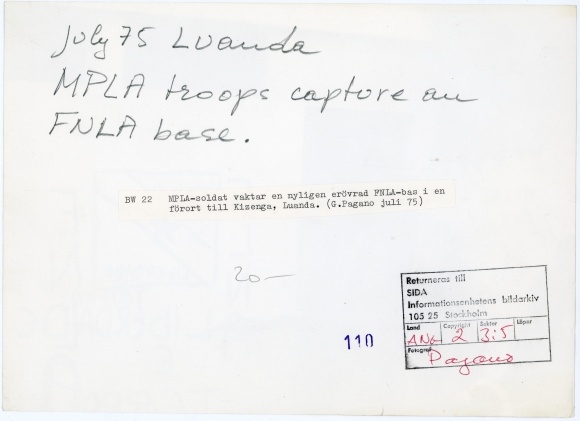 July 75 Luanda
MPLA troops capture an
FNLA base.
BW 22 MPLA-soldat vaktar en nyligen erövrad FNLA-bas i en
förort till Kizenga, Luanda. (G.Pagano juli 75)
20—
110
Returneras till
SIDA
Informationsenhetens bildarkiv
105 25 Stockholm
Land Copyright Sektor Löpnr
ANG 2 3:5
Fotograf
Pagano